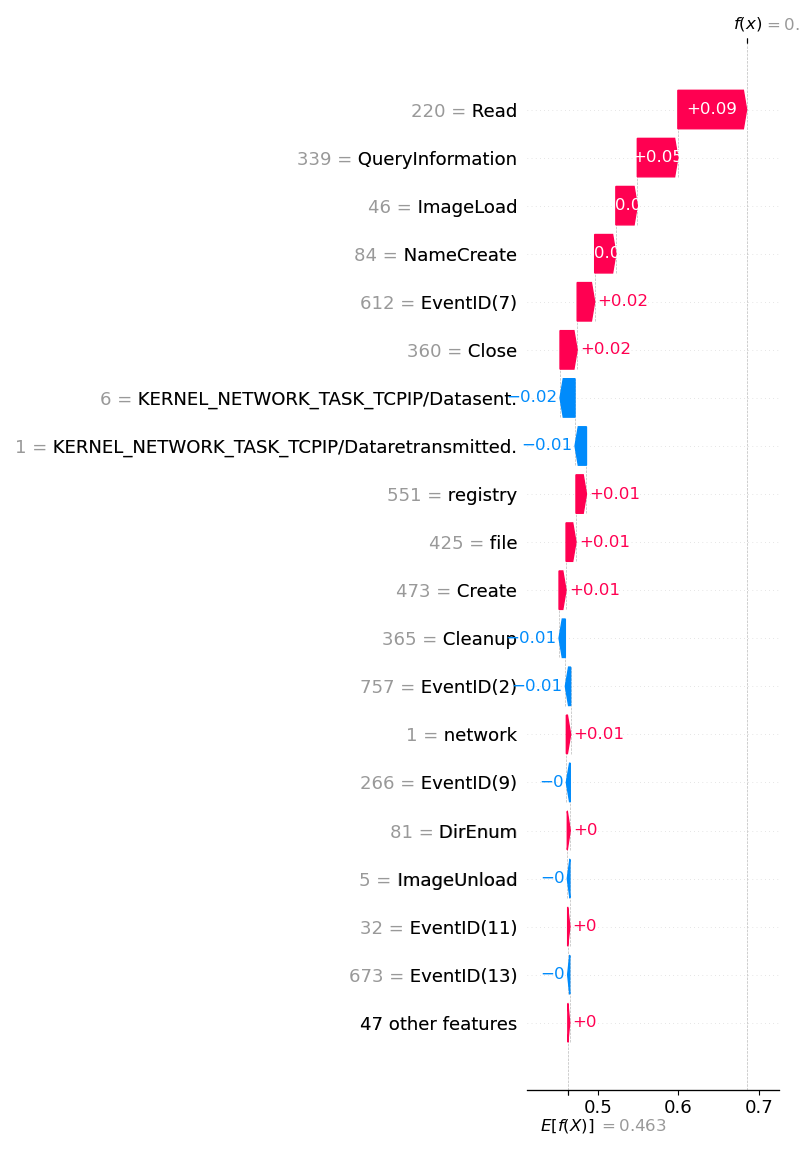 f(x) = 0.
220 = Read +0.09
339 = QueryInformation +0.05
46 = ImageLoad 0.0
84 = NameCreate 0.0
612 = EventID(7) +0.02
360 = Close +0.02
6 = KERNEL_NETWORK_TASK_TCPIP/Datasent. −0.02
1 = KERNEL_NETWORK_TASK_TCPIP/Dataretransmitted. −0.01
551 = registry +0.01
425 = file +0.01
473 = Create +0.01
365 = Cleanup −0.01
757 = EventID(2) −0.01
1 = network +0.01
266 = EventID(9) −0
81 = DirEnum +0
5 = ImageUnload −0
32 = EventID(11) +0
673 = EventID(13) −0
47 other features +0
0.5 0.6 0.7
E[f(X)] = 0.463